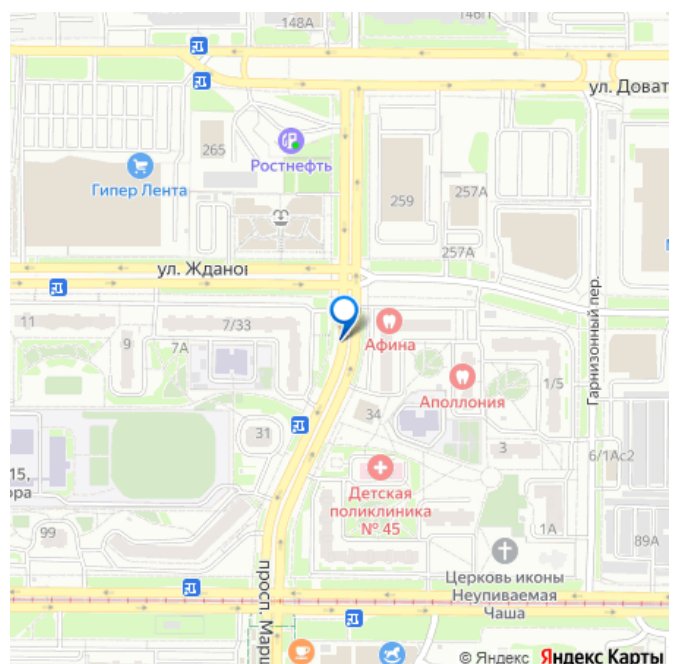 148А
146/1
ул. Доват
265
Ростнефть
Гипер Лента
259
257А
257А
ул. Жданов
11
9
7А
7/33
Афина
Аполлония
1/5
Гарнизонный пер.
34
31
3
6/1Ас2
15,
ора
Детская
поликлиника
№ 45
99
1А
89А
Церковь иконы
Неупиваемая
Чаша
просп. Марш
© Яндекс Яндекс Карты